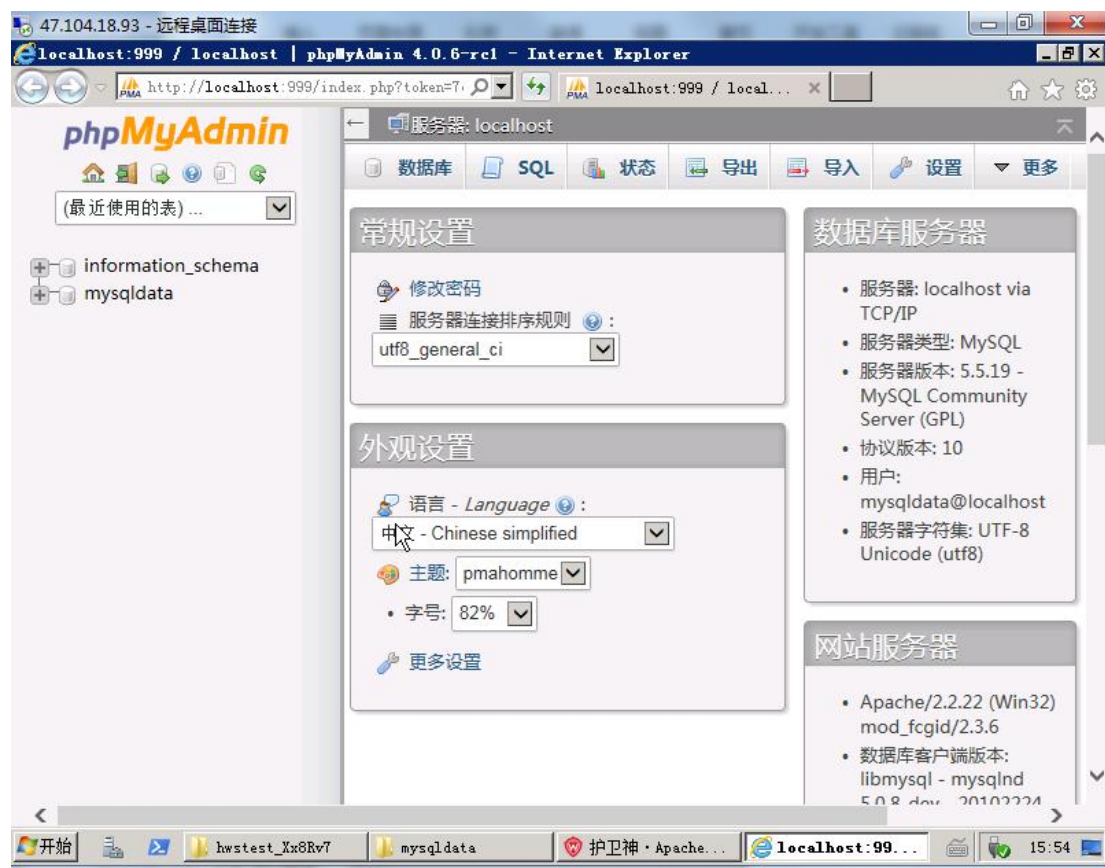 47.104.18.93 - 远程桌面连接
localhost:999 / localhost | phpMyAdmin 4.0.6-rc1 - Internet Explorer
http://localhost:999/index.php?token=7
localhost:999 / local...
phpMyAdmin
(最近使用的表) ...
information_schema
mysqldata
服务器: localhost
数据库 SQL 状态 导出 导入 设置 更多
常规设置
修改密码
服务器连接排序规则 :
utf8_general_ci
外观设置
语言 - Language :
中文 - Chinese simplified
主题: pmahomme
字号: 82%
更多设置
数据库服务器
服务器: localhost via
TCP/IP
服务器类型: MySQL
服务器版本: 5.5.19 -
MySQL Community
Server (GPL)
协议版本: 10
用户:
mysqldata@localhost
服务器字符集: UTF-8
Unicode (utf8)
网站服务器
Apache/2.2.22 (Win32)
mod_fcgid/2.3.6
数据库客户端版本:
libmysql - mysqlnd
5.0.8-dev - 20102224
开始 hwstest_Xx8Rv7 mysqldata 护卫神·Apache... localhost:99... 15:54